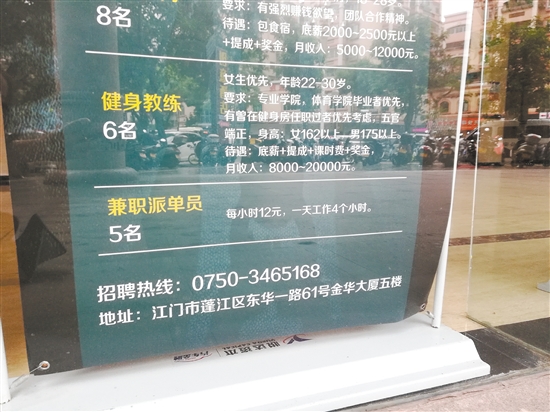 要求：有强烈赚钱欲望，团队合作精神。
8名
待遇：包食宿，底薪2000~2500元以上
+提成+奖金，月收入：5000~12000元。
健身教练
6名
女生优先，年龄22-30岁。
要求：专业学院，体育学院毕业者优先，
有曾在健身房任职过者优先考虑，五官
端正，身高：女162以上—男175以上。
待遇：底薪+提成+课时费+奖金，
月收入：8000~20000元。
兼职派单员
5名
每小时12元，一天工作4个小时。
招聘热线：0750-3465168
地址：江门市蓬江区东华一路61号金华大厦五楼